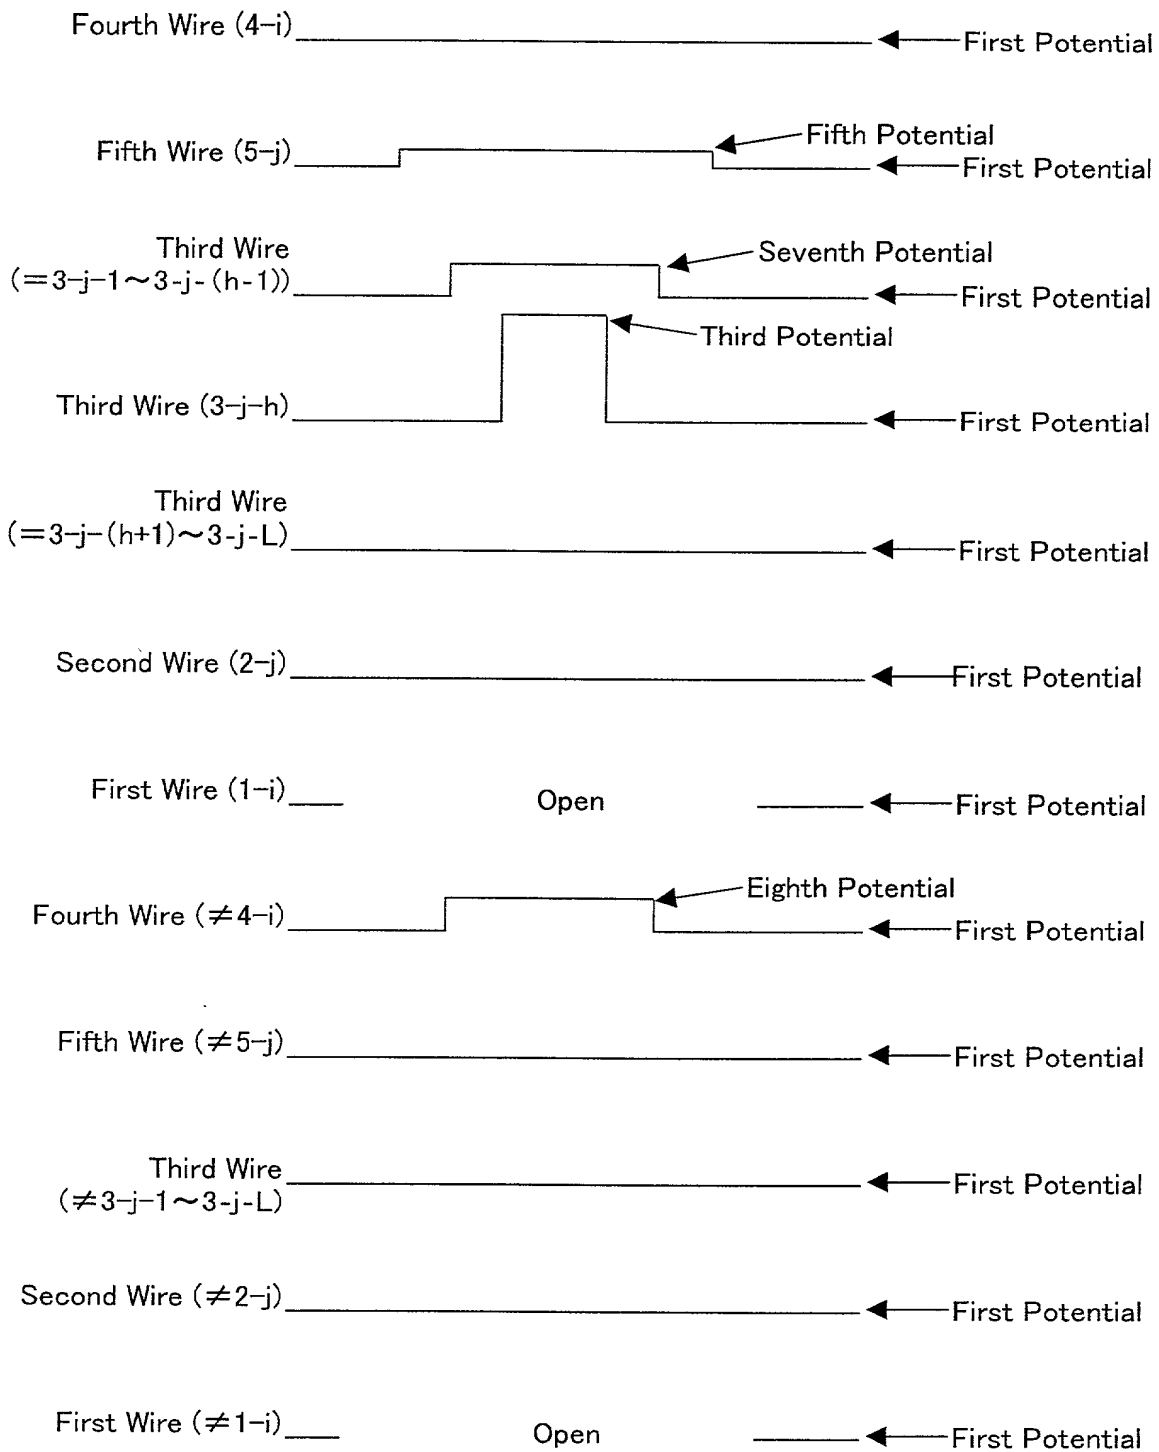 Fourth Wire (4-i)
First Potential
Fifth Potential
Fifth Wire (5-j)
First Potential
Third Wire
(=3-j-1～3-j-(h-1))
Seventh Potential
First Potential
Third Potential
Third Wire (3-j-h)
First Potential
Third Wire
(=3-j-(h+1)～3-j-L)
First Potential
Second Wire (2-j)
First Potential
First Wire (1-i)
Open
First Potential
Eighth Potential
Fourth Wire (≠4-i)
First Potential
Fifth Wire (≠5-j)
First Potential
Third Wire
(≠3-j-1～3-j-L)
First Potential
Second Wire (≠2-j)
First Potential
First Wire (≠1-i)
Open
First Potential